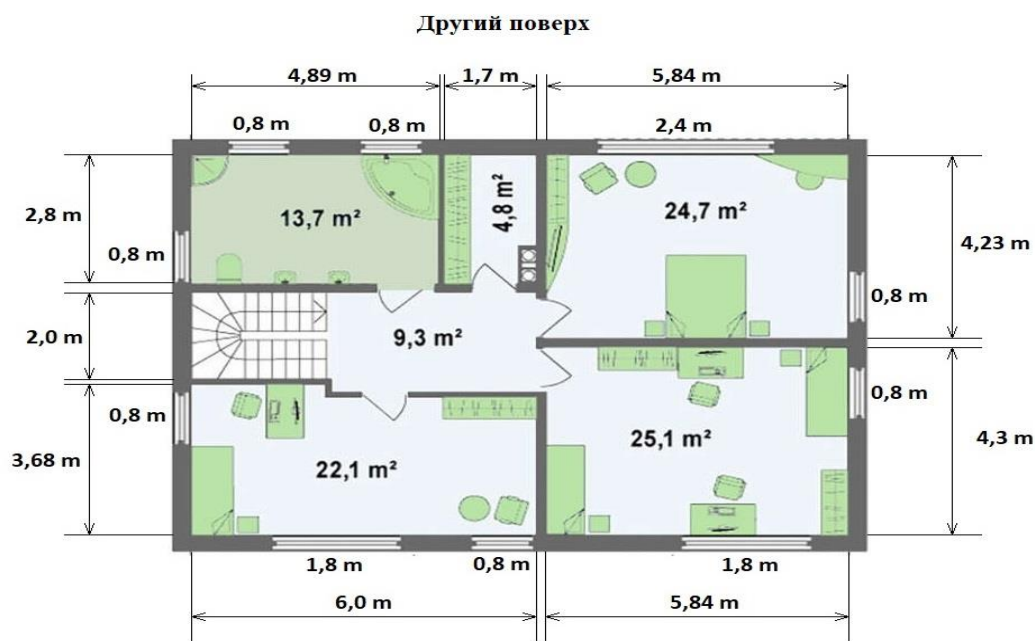 Другий поверх
4,89 m 1,7 m 5,84 m
0,8 m 0,8 m 2,4 m
2,8 m 13,7 m² 4,8 m² 24,7 m² 4,23 m
0,8 m 0,8 m
2,0 m 9,3 m²
0,8 m 0,8 m
3,68 m 22,1 m² 25,1 m² 4,3 m
1,8 m 0,8 m 1,8 m
6,0 m 5,84 m